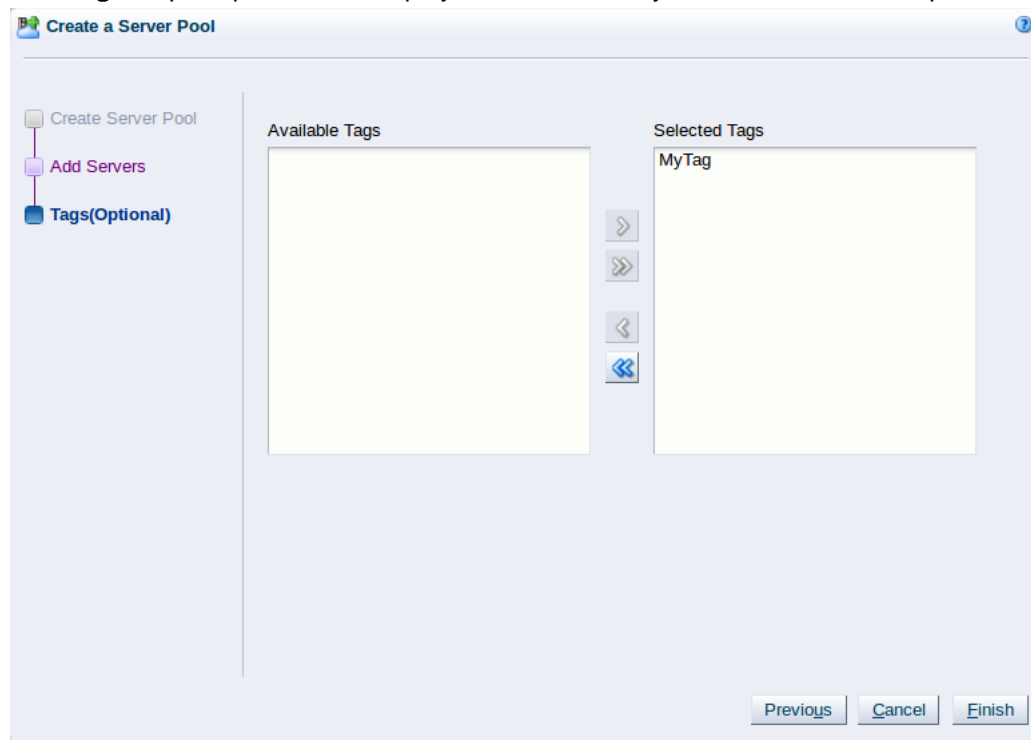 Create a Server Pool
Create Server Pool
Add Servers
Tags(Optional)
Available Tags
Selected Tags
MyTag
Previous
Cancel
Finish